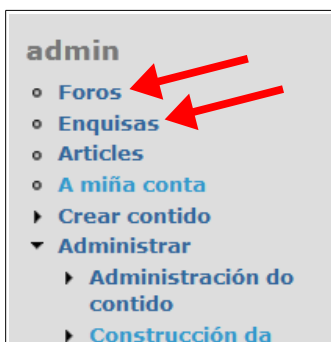 admin
Foros
Enquisas
Articles
A miña conta
Crear contido
Administrar
Administración do
contido
Construcción da